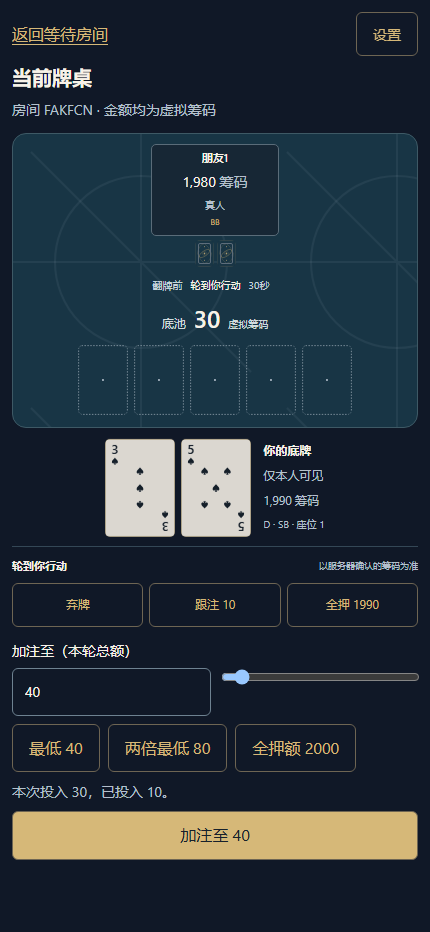 返回等待房间
设置
当前牌桌
房间 FAKFCN · 金额均为虚拟筹码
朋友1
1,980 筹码
真人
BB
翻牌前 轮到你行动 30秒
底池 30 虚拟筹码
3
3
5
5
你的底牌
仅本人可见
1,990 筹码
D · SB · 座位 1
轮到你行动
以服务器确认的筹码为准
弃牌
跟注 10
全押 1990
加注至（本轮总额）
40
最低 40
两倍最低 80
全押额 2000
本次投入 30，已投入 10。
加注至 40